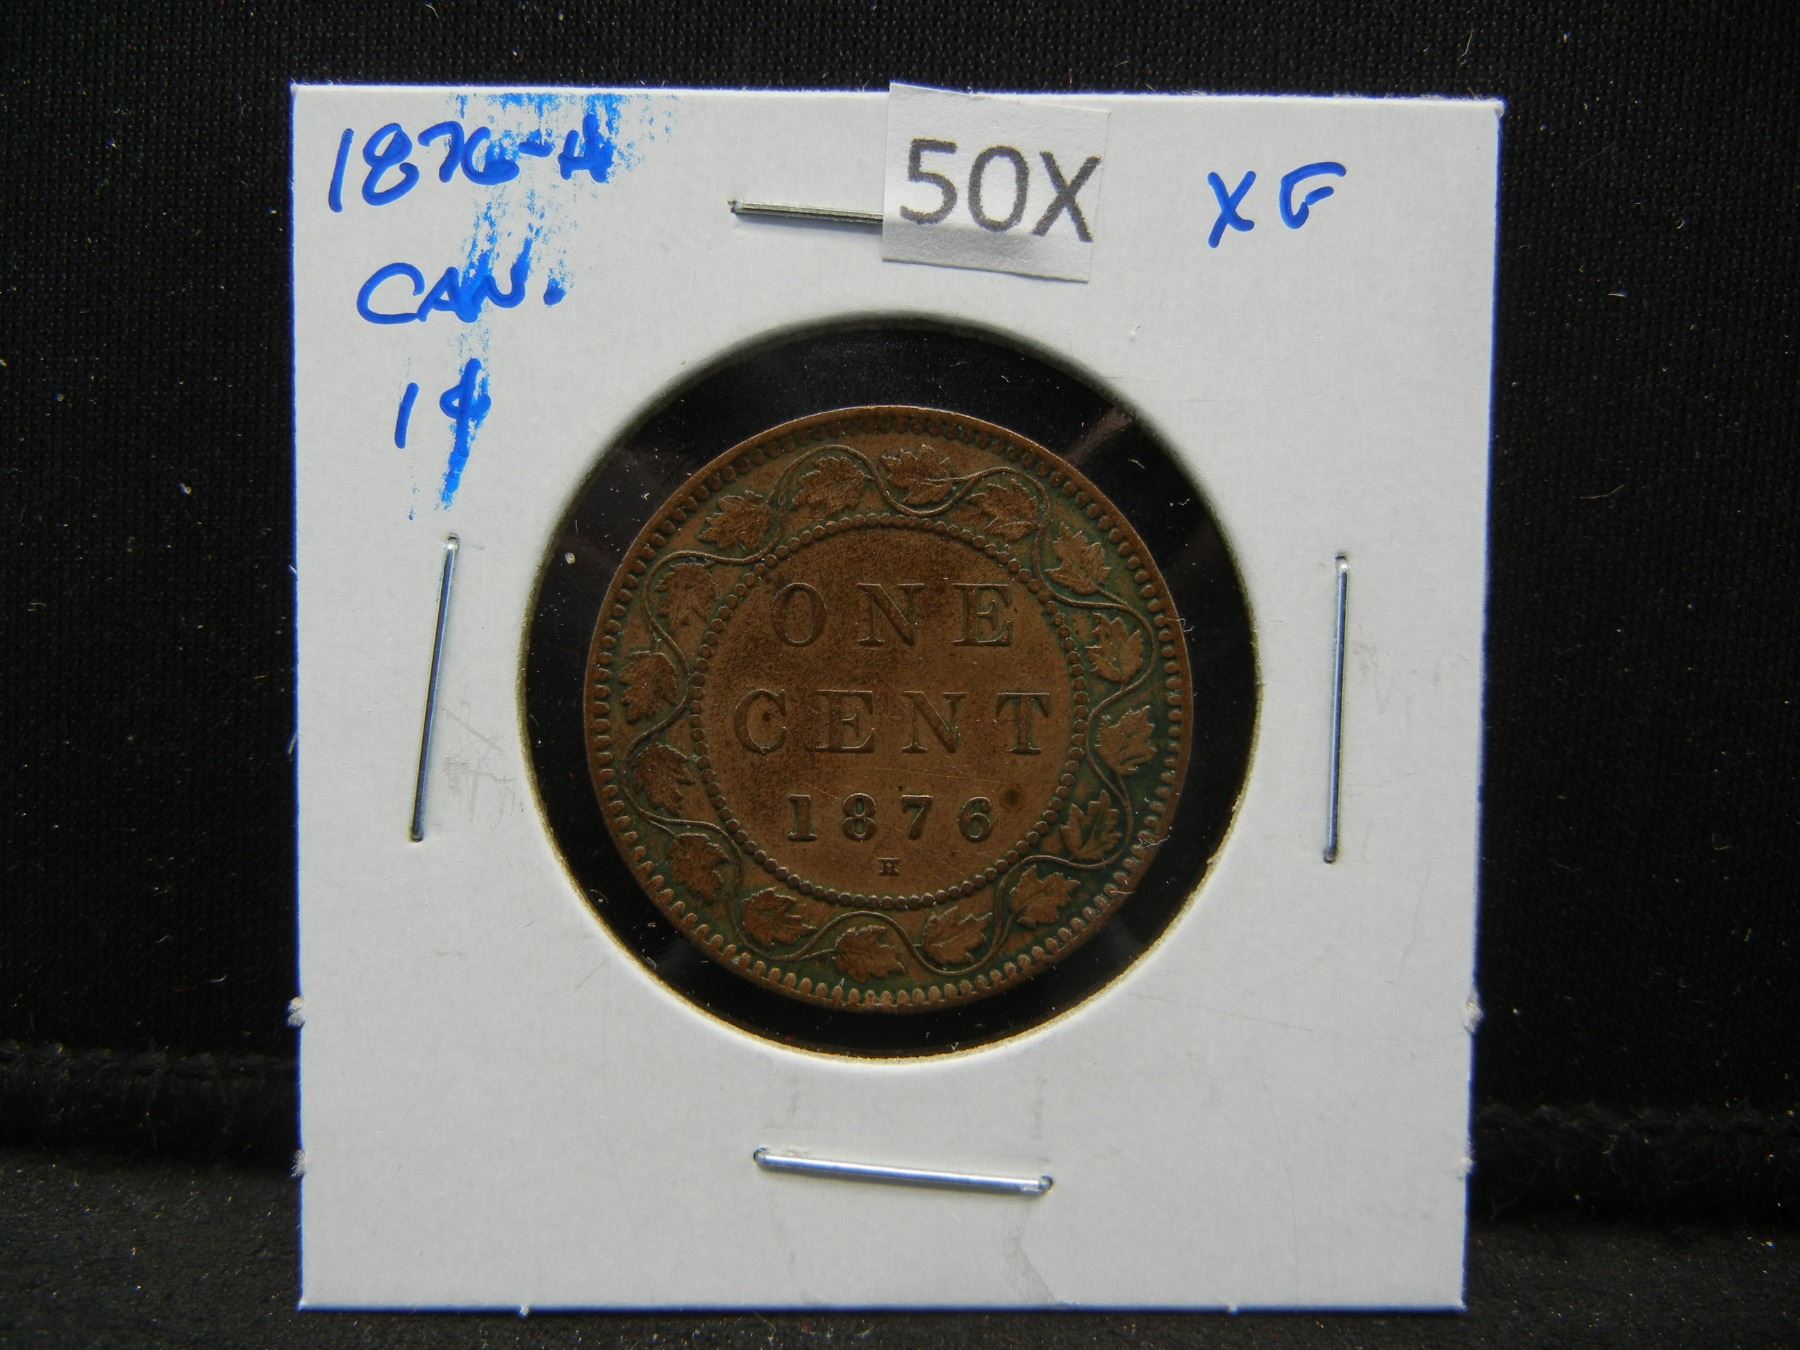 1876-H
CAN.
1¢
50X
XF
ONE
CENT
1876
H